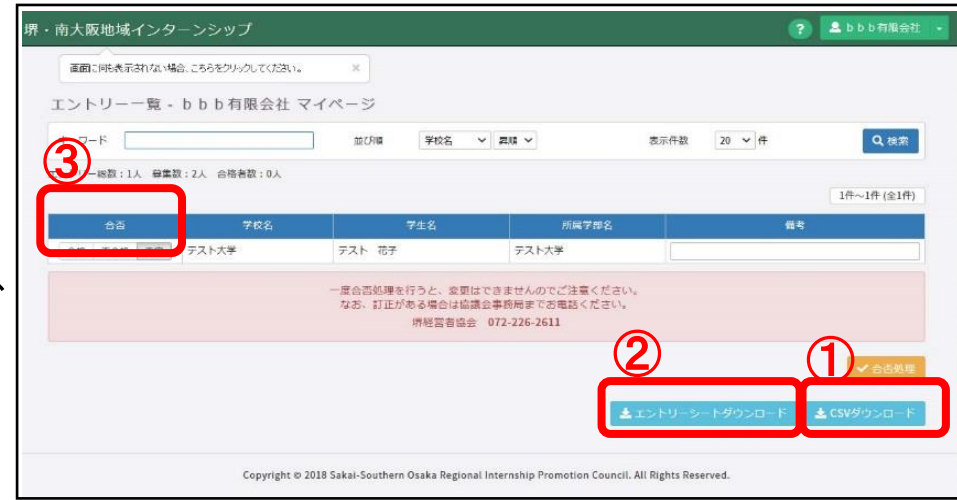 堺・南大阪地域インターンシップ
? bbb有限会社
画面に何も表示されない場合、こちらをクリックしてください。 ×
エントリー一覧 - bbb有限会社 マイページ
ワード 並び順 学校名 昇順 表示件数 20 件 検索
③
総数:1人 募集数:2人 合格者数:0人
1件~1件 (全1件)
合否 学校名 学生名 所属学部名 備考
テスト大学 テスト 花子 テスト大学
一度合否処理を行うと、変更はできませんのでご注意ください。
なお、訂正がある場合は協議会事務局までお電話ください。
堺経営者協会 072-226-2611
② ①
合否処理
エントリーシートダウンロード CSVダウンロード
Copyright © 2018 Sakai-Southern Osaka Regional Internship Promotion Council. All Rights Reserved.